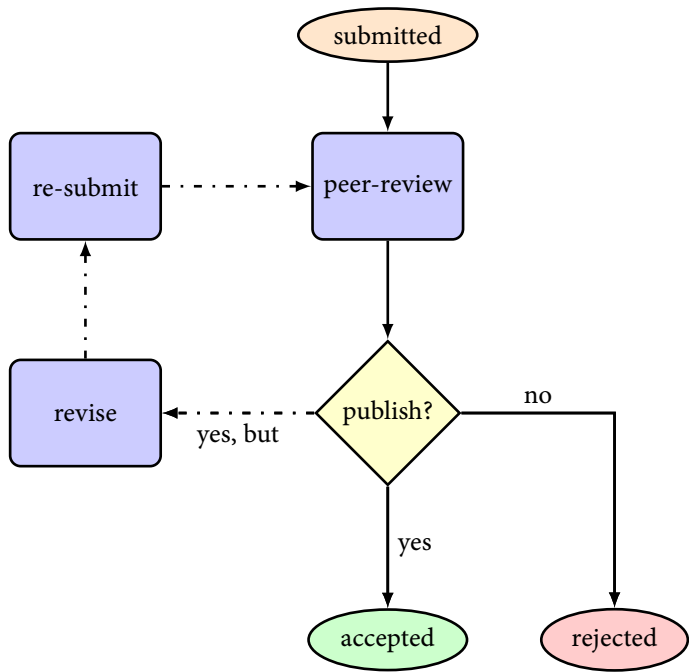 submitted
re-submit
peer-review
revise
publish?
no
yes, but
yes
accepted
rejected